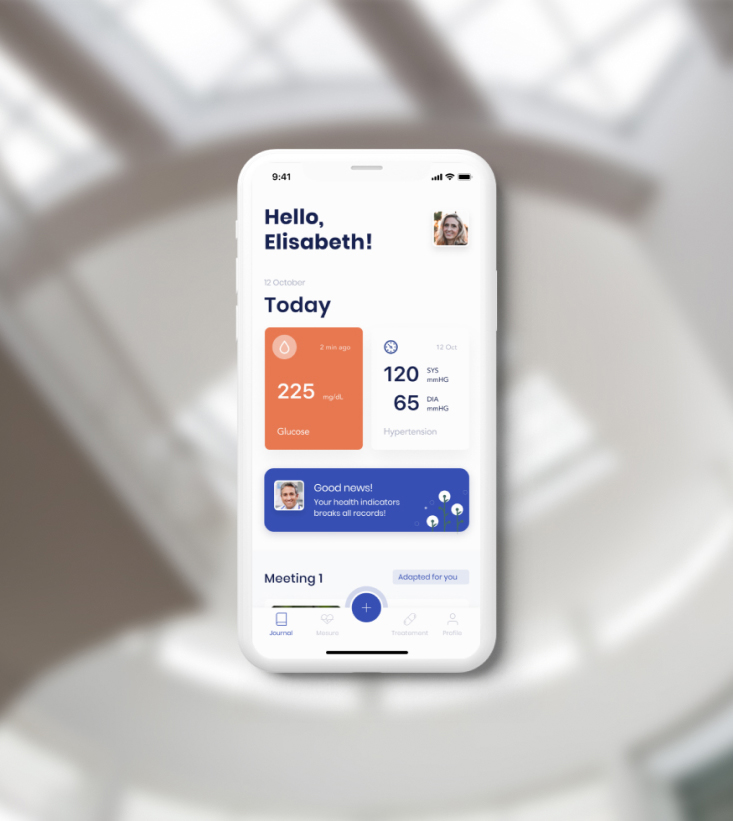 9:41
Hello,
Elisabeth!
12 October
Today
2 min ago
225 mg/dL
Glucose
12 Oct
120 SYS
mmHG
65 DIA
mmHG
Hypertension
Good news!
Your health indicators
breaks all records!
Meeting 1
Adapted for you
Journal
Mesure
Treatement
Profile